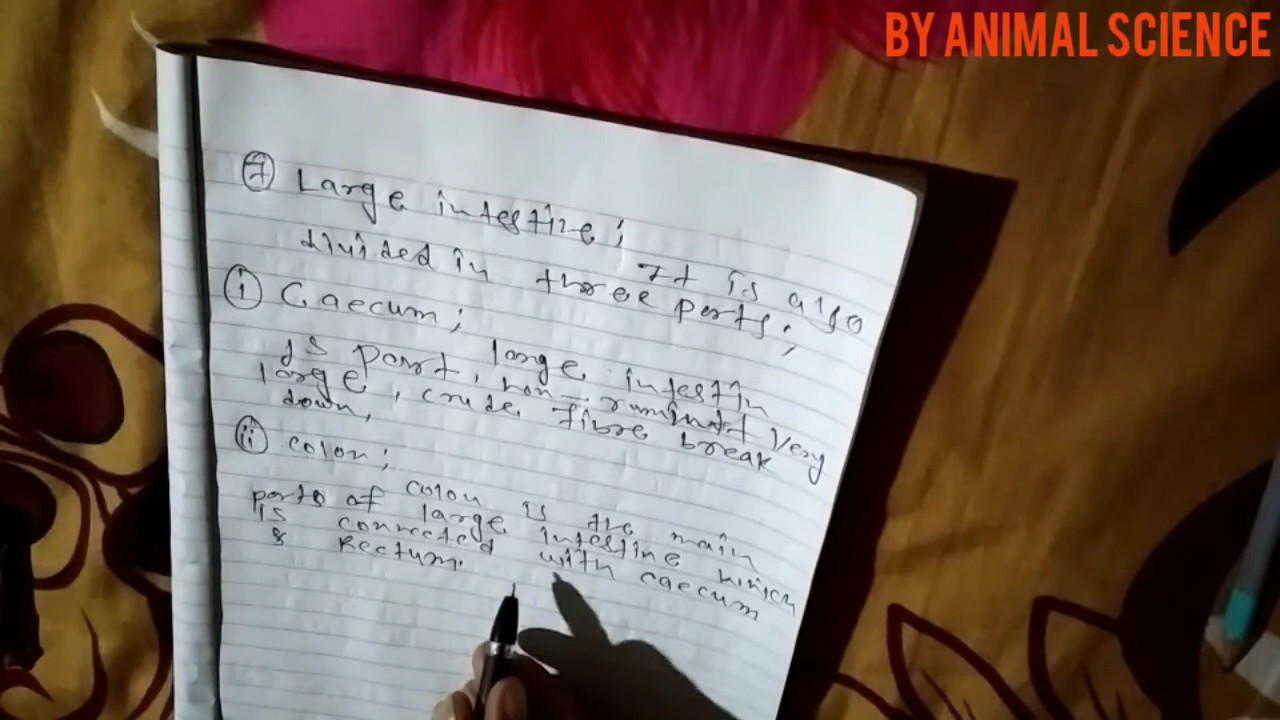 BY ANIMAL SCIENCE
⑦ Large intestine;
It is also
divided in three parts;
① Caecum;
large intestin
Is part, non-ruminant very
large, crude fibre break
down,
② colon;
colon is the main
parts of large intestine which
is connected with caecum
& Rectum.